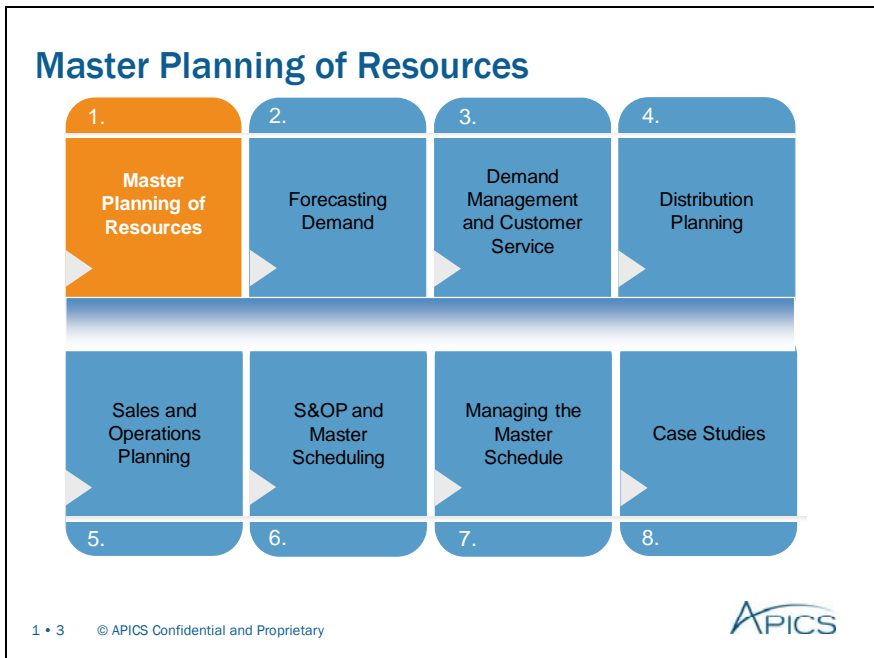 Master Planning of Resources
1.
Master
Planning of
Resources
2.
Forecasting
Demand
3.
Demand
Management
and Customer
Service
4.
Distribution
Planning
Sales and
Operations
Planning
5.
S&OP and
Master
Scheduling
6.
Managing the
Master
Schedule
7.
Case Studies
8.
1 • 3 © APICS Confidential and Proprietary
APICS